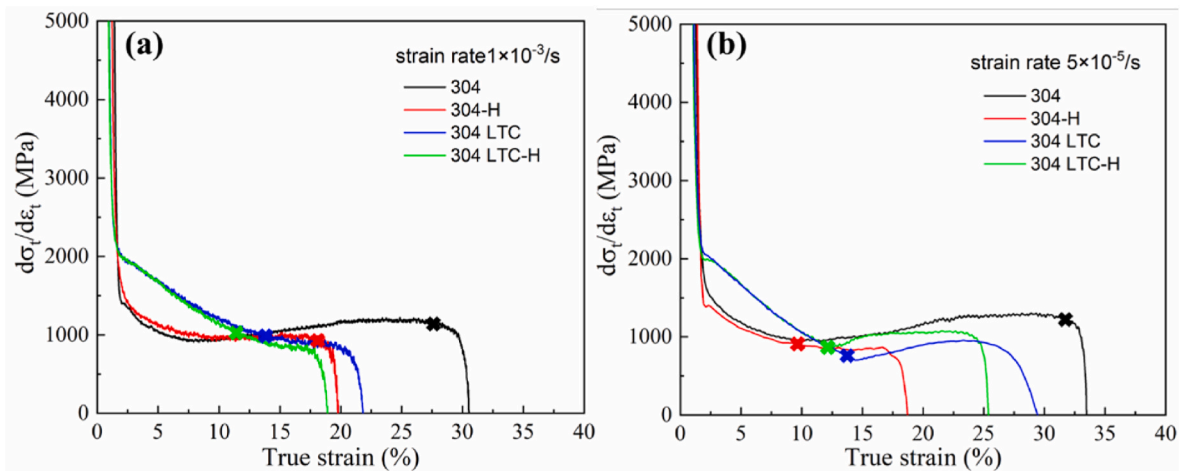 (a)
strain rate1×10⁻³/s
304
304-H
304 LTC
304 LTC-H
dσt/dεt (MPa)
5000
4000
3000
2000
1000
0
0 5 10 15 20 25 30 35 40
True strain (%)
(b)
strain rate 5×10⁻⁵/s
304
304-H
304 LTC
304 LTC-H
dσt/dεt (MPa)
5000
4000
3000
2000
1000
0
0 5 10 15 20 25 30 35 40
True strain (%)